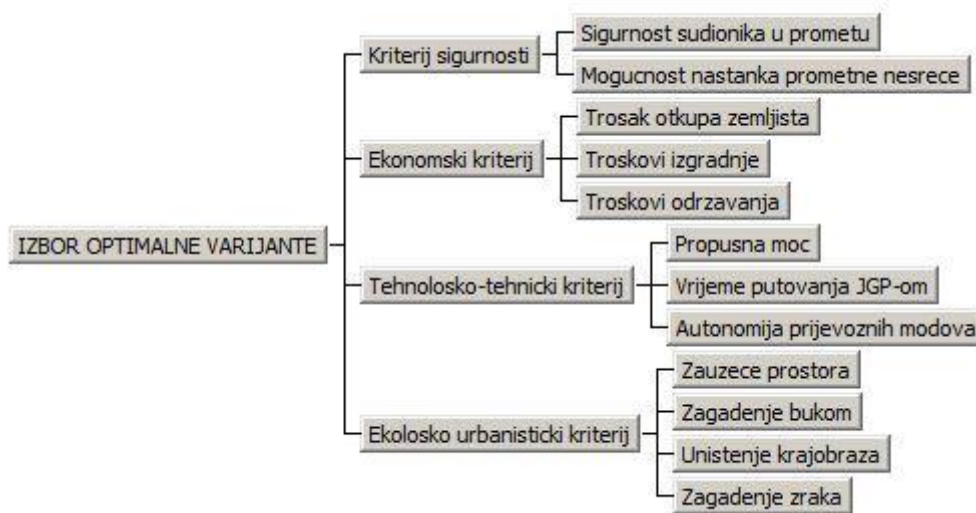 IZBOR OPTIMALNE VARIJANTE
Kriterij sigurnosti
Sigurnost sudionika u prometu
Mogucnost nastanka prometne nesrece
Ekonomski kriterij
Trosak otkupa zemljista
Troskovi izgradnje
Troskovi odrzavanja
Tehnolosko-tehnicki kriterij
Propusna moc
Vrijeme putovanja JGP-om
Autonomija prijevoznih modova
Ekolosko urbanisticki kriterij
Zauzece prostora
Zagadenje bukom
Unistenje krajobraza
Zagadenje zraka